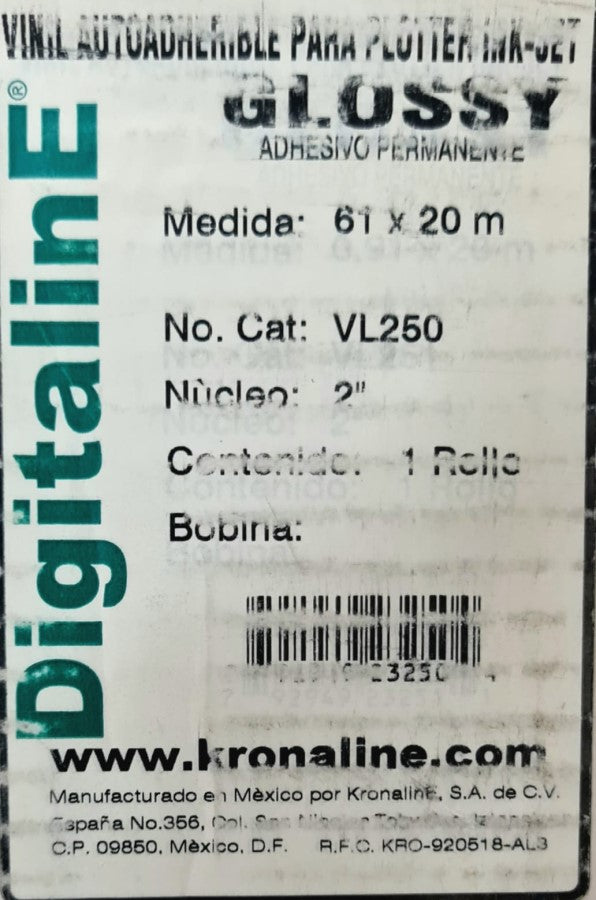 VINIL AUTOADHERIBLE PARA PLOTTER INK-JET
GLOSSY
ADHESIVO PERMANENTE
DigitalinE®
Medida: 61 x 20 m
No. Cat: VL250
Nùcleo: 2"
Contenido: 1 Rollo
Bobina:
www.kronaline.com
Manufacturado en Mèxico por KronalinE, S.A. de C.V.
España No.356, Col. San
C.P. 09850, Mèxico, D.F. R.F.C. KRO-920518-AL3